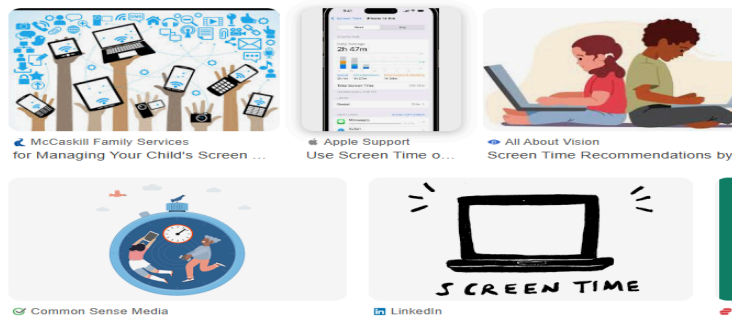 2h 47m
McCaskill Family Services
for Managing Your Child's Screen ...
Apple Support
Use Screen Time o...
All About Vision
Screen Time Recommendations by
SCREEN TIME
Common Sense Media
LinkedIn